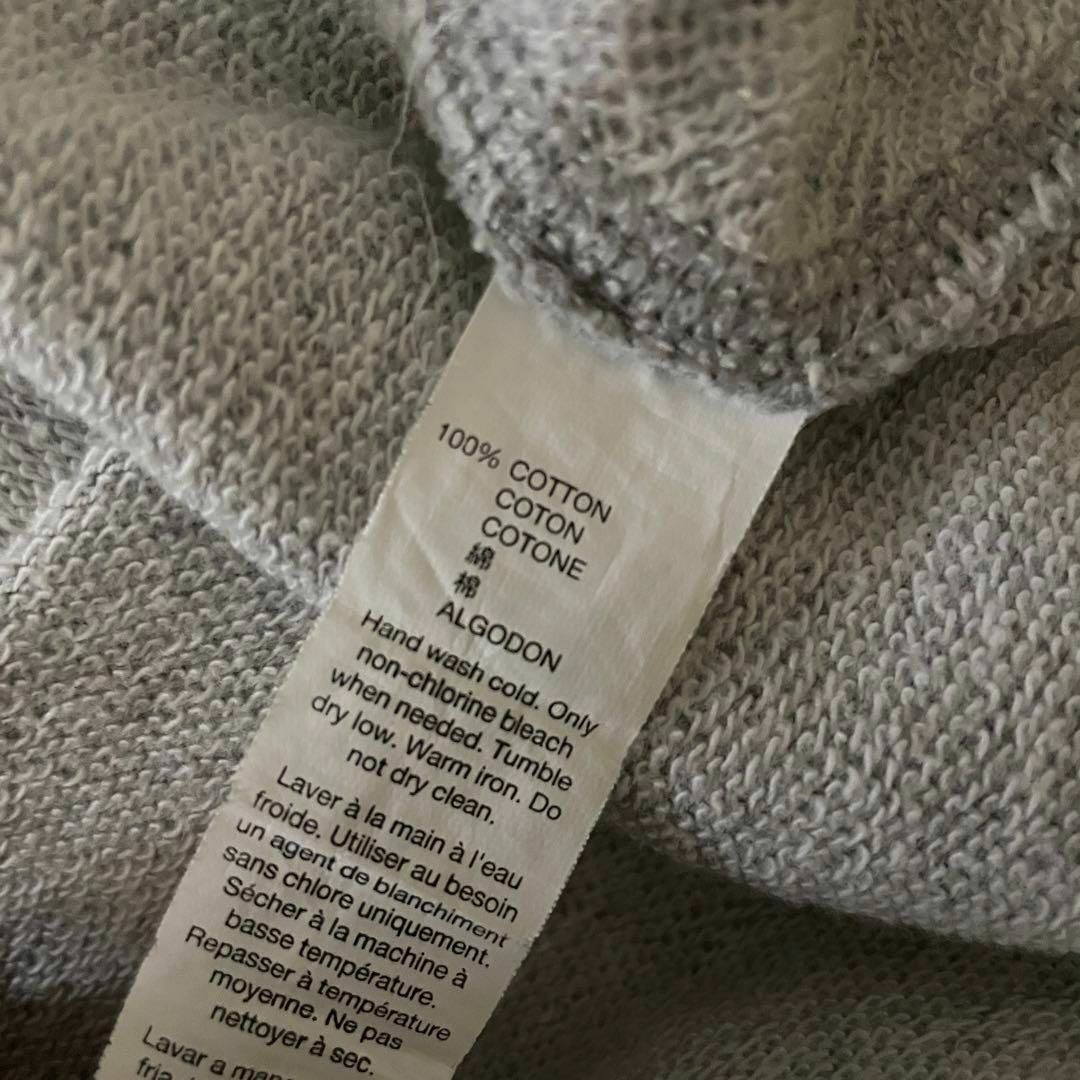 100% COTTON
COTON
COTONE
綿
棉
ALGODON
Hand wash cold. Only
non-chlorine bleach
when needed. Tumble
dry low. Warm iron. Do
not dry clean.
Laver à la main à l'eau
froide. Utiliser au besoin
un agent de blanchiment
sans chlore uniquement.
Sécher à la machine à
basse température.
Repasser à température
moyenne. Ne pas
nettoyer à sec.
Lavar a